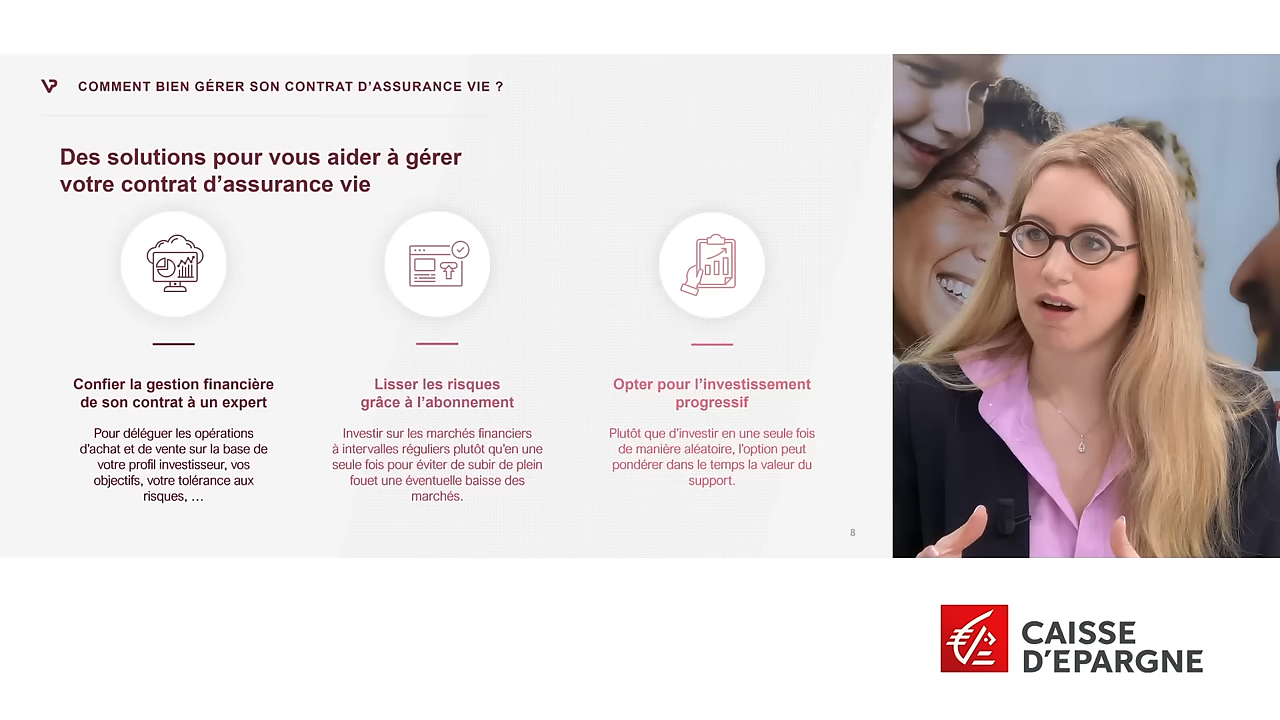 VP
COMMENT BIEN GÉRER SON CONTRAT D'ASSURANCE VIE ?
Des solutions pour vous aider à gérer
votre contrat d'assurance vie
Confier la gestion financière
de son contrat à un expert
Pour déléguer les opérations
d'achat et de vente sur la base de
votre profil investisseur, vos
objectifs, votre tolérance aux
risques, …
Lisser les risques
grâce à l'abonnement
Investir sur les marchés financiers
à intervalles réguliers plutôt qu'en une
seule fois pour éviter de subir de plein
fouet une éventuelle baisse des
marchés.
Opter pour l'investissement
progressif
Plutôt que d'investir en une seule fois
de manière aléatoire, l'option peut
pondérer dans le temps la valeur du
support.
8
CAISSE
D'EPARGNE